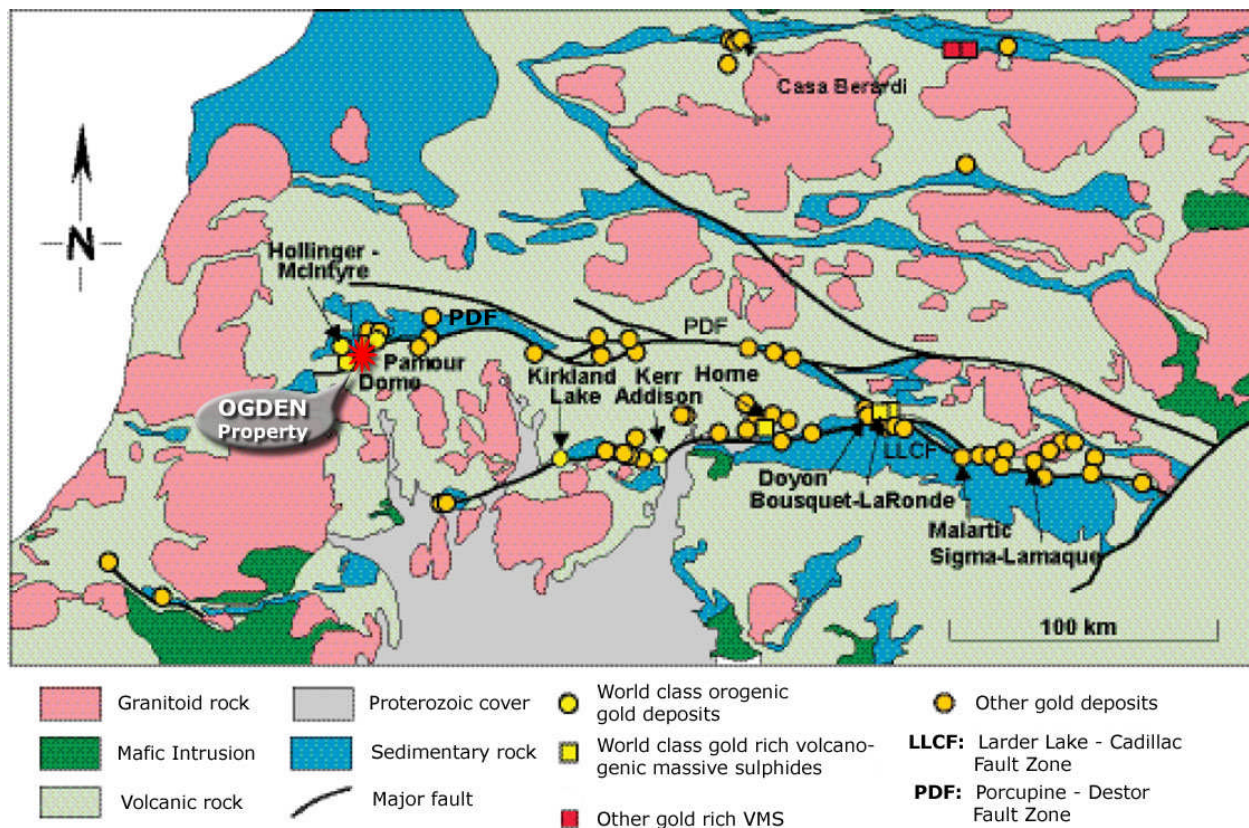 Casa Berardi
N
Hollinger -
McIntyre
PDF
PDF
Pamour
Dome
Kirkland
Lake
Kerr
Addison
Horne
OGDEN
Property
LLCF
Doyon
Bousquet-LaRonde
Malartic
Sigma-Lamaque
100 km
Granitoid rock
Mafic Intrusion
Volcanic rock
Proterozoic cover
Sedimentary rock
Major fault
World class orogenic
gold deposits
World class gold rich volcano-
genic massive sulphides
Other gold rich VMS
Other gold deposits
LLCF: Larder Lake - Cadillac
Fault Zone
PDF: Porcupine - Destor
Fault Zone